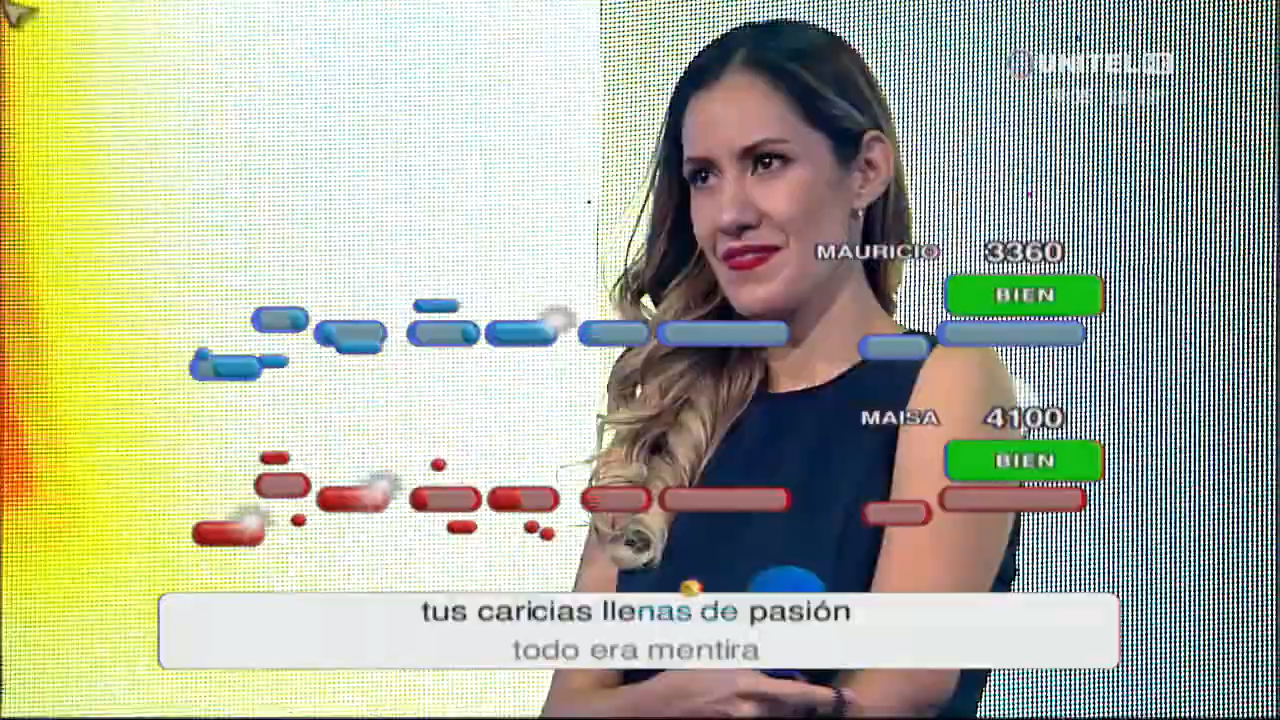 MAURICIO 3360
BIEN
MAISA 4100
BIEN
tus caricias llenas de pasión
todo era mentira